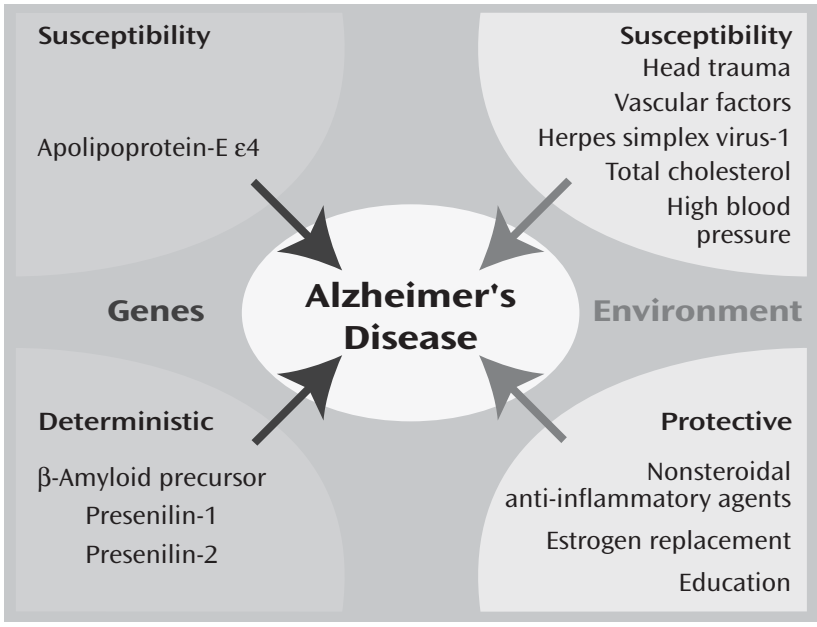 Susceptibility
Apolipoprotein-E ε4
Susceptibility
Head trauma
Vascular factors
Herpes simplex virus-1
Total cholesterol
High blood
pressure
Genes
Alzheimer's
Disease
Environment
Deterministic
β-Amyloid precursor
Presenilin-1
Presenilin-2
Protective
Nonsteroidal
anti-inflammatory agents
Estrogen replacement
Education